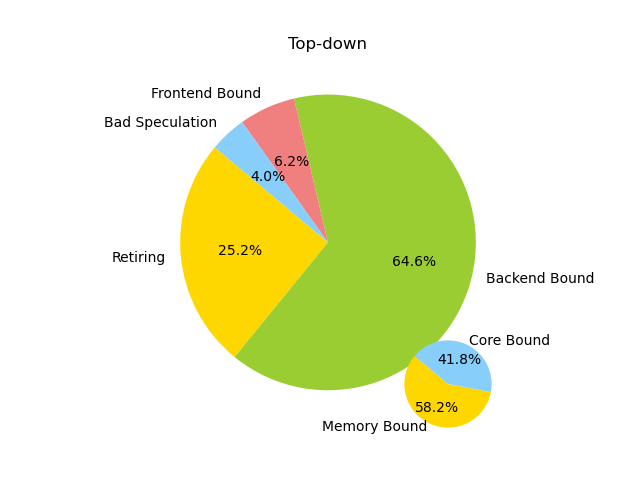 Top-down
Frontend Bound
Bad Speculation
6.2%
4.0%
Retiring
25.2%
64.6%
Backend Bound
Core Bound
41.8%
58.2%
Memory Bound